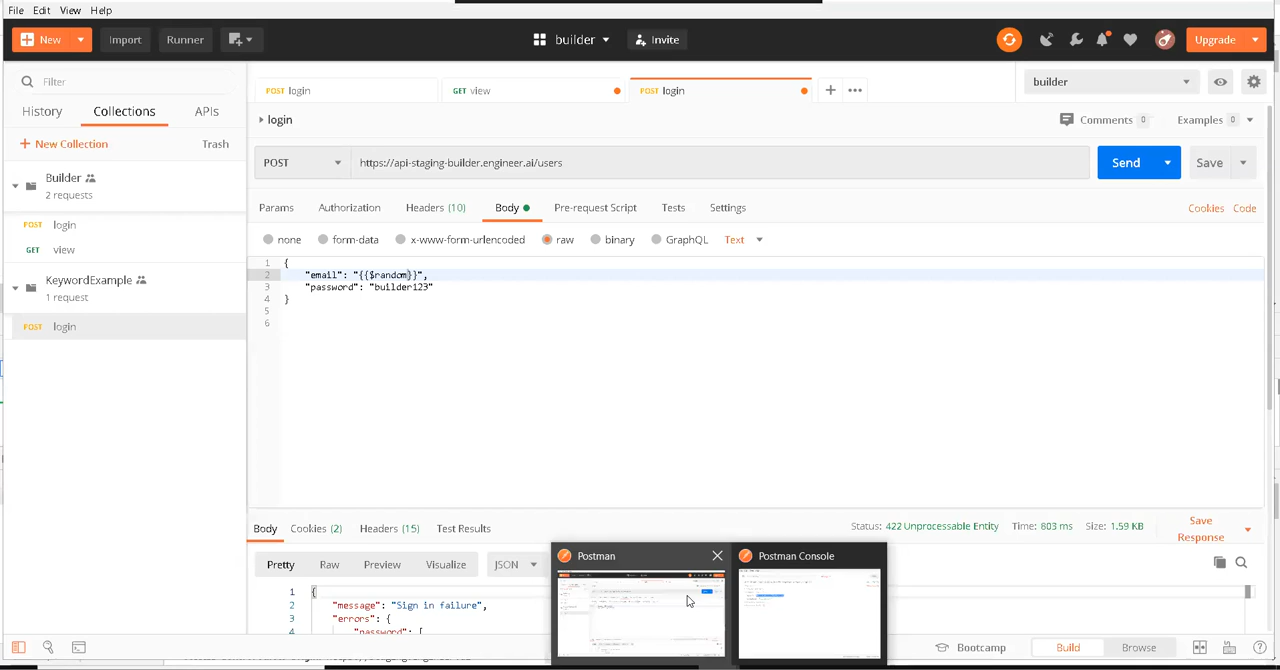 File Edit View Help
New Import Runner builder Invite Upgrade
Filter
History Collections APIs
New Collection Trash
Builder
2 requests
POST login
GET view
KeywordExample
1 request
POST login
POST login GET view POST login builder
login Comments 0 Examples 0
POST https://api-staging-builder.engineer.ai/users Send Save
Params Authorization Headers (10) Body Pre-request Script Tests Settings Cookies Code
none form-data x-www-form-urlencoded raw binary GraphQL Text
1 {
2 "email": "{{$random}}",
3 "password": "builder123"
4 }
5
6
Body Cookies (2) Headers (15) Test Results Status: 422 Unprocessable Entity Time: 803 ms Size: 1.59 KB Save Response
Pretty Raw Preview Visualize JSON
1 {
2 "message": "Sign in failure",
3 "errors": {
4 "password": [
Postman Postman Console
Bootcamp Build Browse